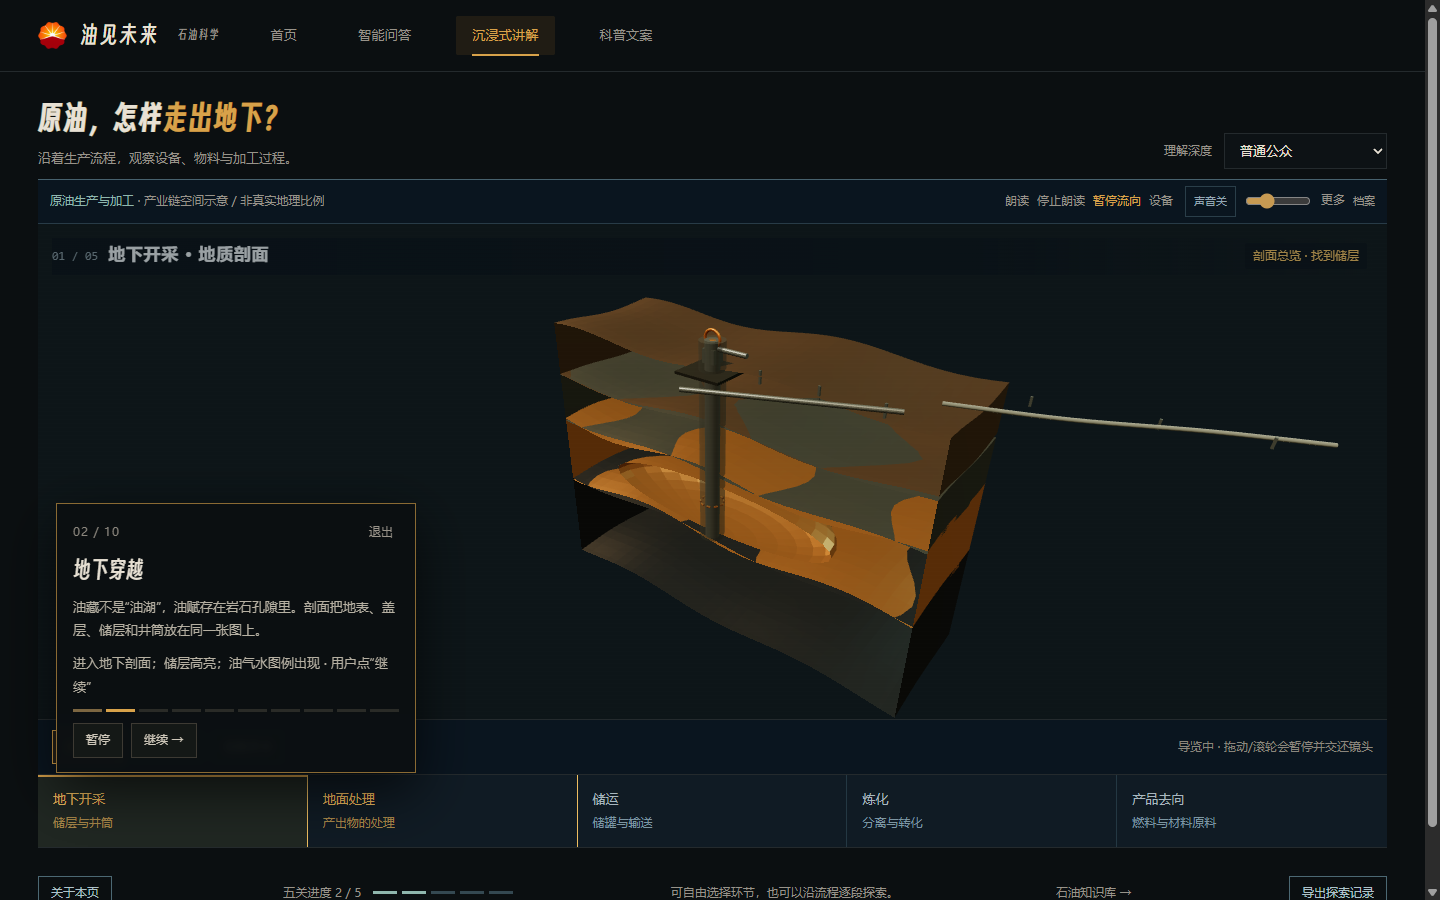 油见未来 石油科学 首页 智能问答 沉浸式讲解 科普文案
原油，怎样走出地下？
沿着生产流程，观察设备、物料与加工过程。
理解深度 普通公众
原油生产与加工 · 产业链空间示意 / 非真实地理比例
朗读 停止朗读 暂停流向 设备 声音关 更多 档案
01 / 05 地下开采 · 地质剖面
剖面总览 · 找到储层
02 / 10 退出
地下穿越
油藏不是“油湖”，油赋存在岩石孔隙里。剖面把地表、盖
层、储层和井筒放在同一张图上。
进入地下剖面；储层高亮；油气水图例出现 · 用户点“继
续”
暂停 继续 →
导览中 · 拖动/滚轮会暂停并交还镜头
地下开采 地面处理 储运 炼化 产品去向
储层与井筒 产出物的处理 储罐与输送 分离与转化 燃料与材料原料
关于本页 五关进度 2 / 5 可自由选择环节，也可以沿流程逐段探索。 石油知识库 → 导出探索记录